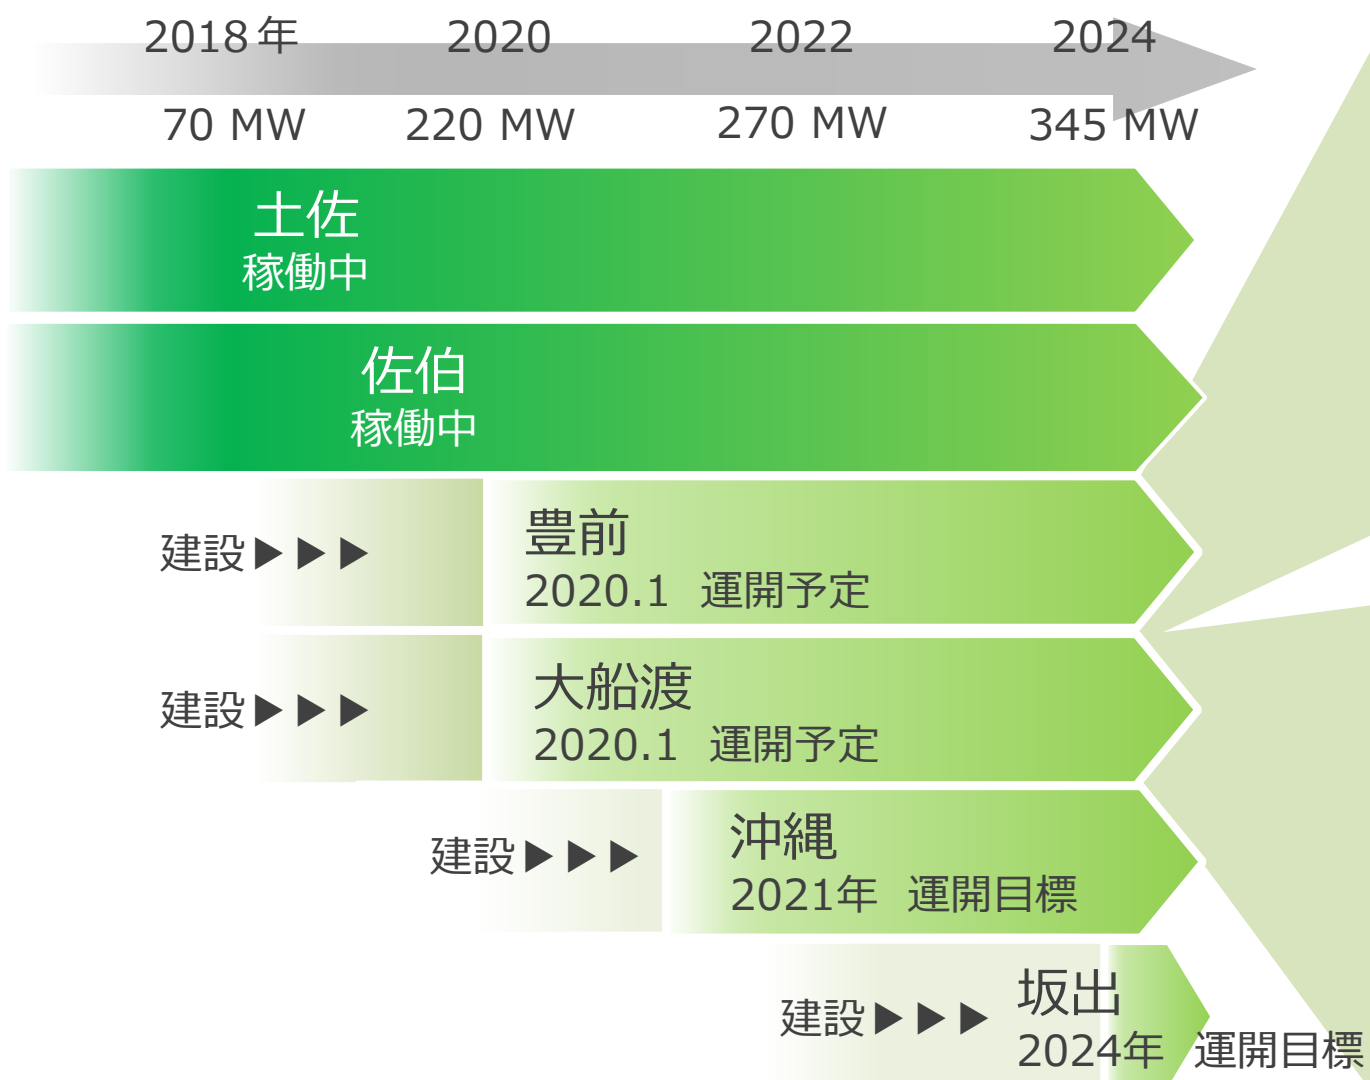 2018年 2020 2022 2024
70 MW 220 MW 270 MW 345 MW
土佐
稼働中
佐伯
稼働中
建設▶▶▶
豊前
2020.1 運開予定
建設▶▶▶
大船渡
2020.1 運開予定
建設▶▶▶
沖縄
2021年 運開目標
建設▶▶▶
坂出
2024年 運開目標